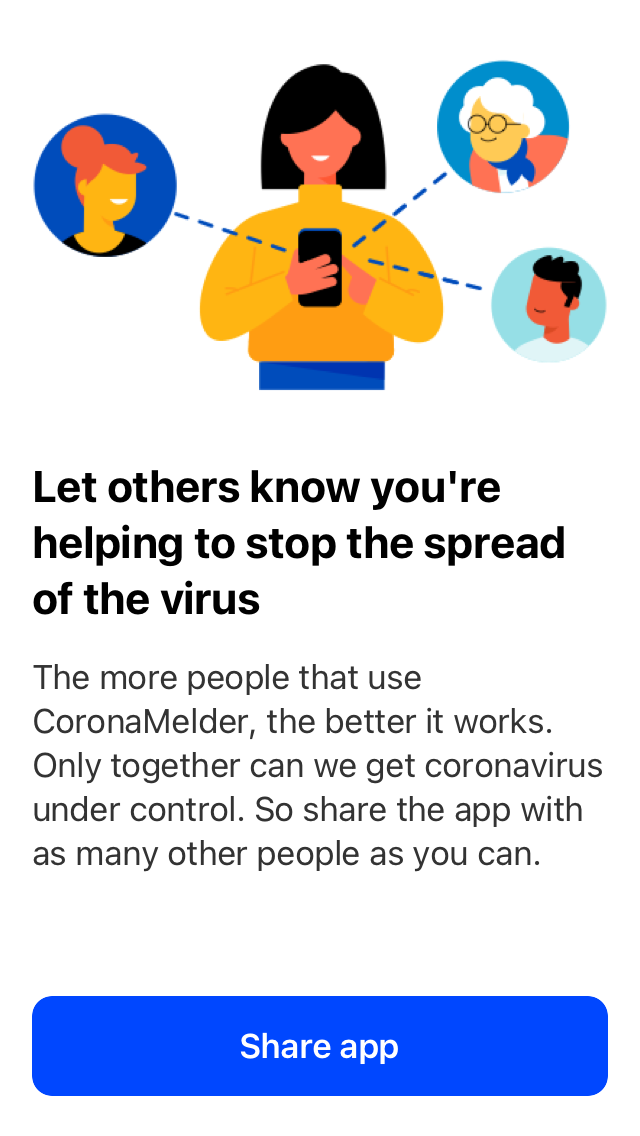 Let others know you're
helping to stop the spread
of the virus
The more people that use
CoronaMelder, the better it works.
Only together can we get coronavirus
under control. So share the app with
as many other people as you can.
Share app